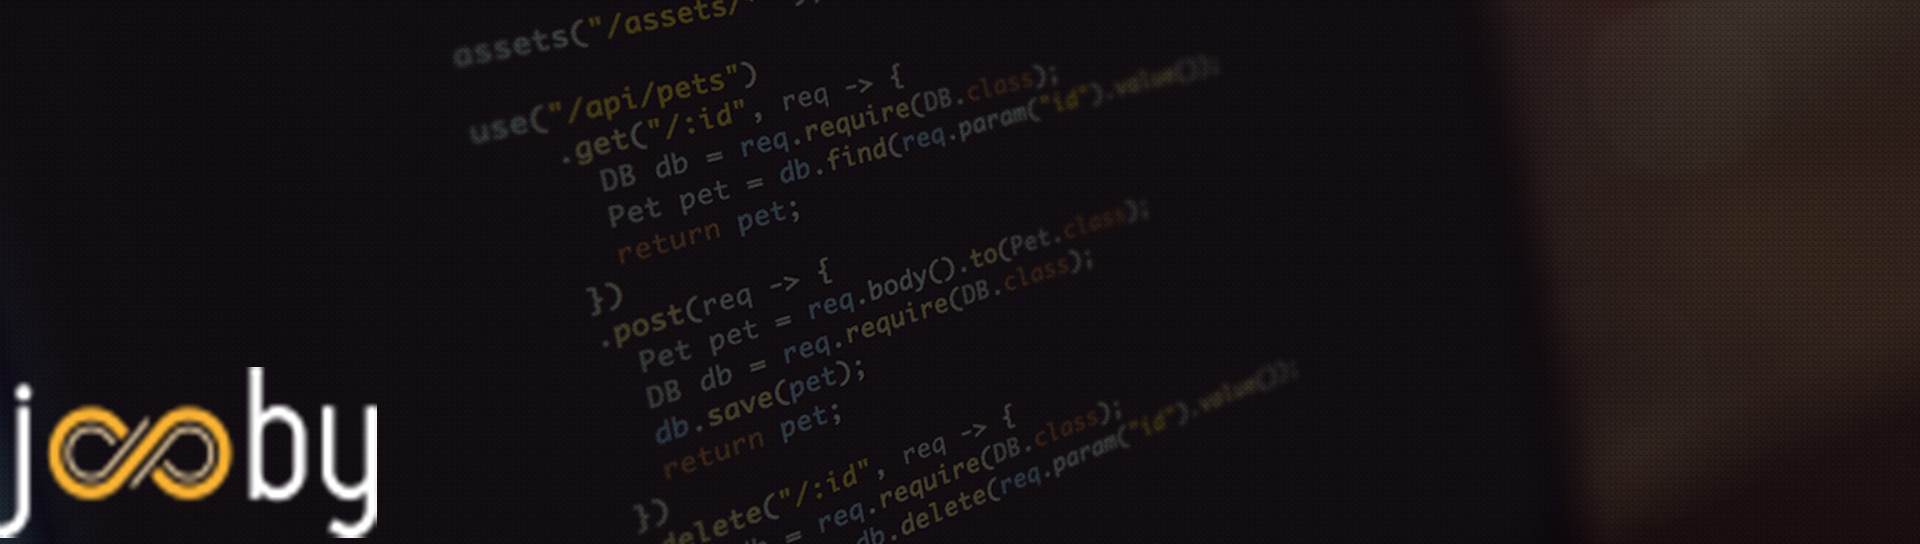 assets("/assets/
use("/api/pets")
.get("/:id", req -> {
DB db = req.require(DB.class);
Pet pet = db.find(req.param("id").value());
return pet;
})
.post(req -> {
Pet pet = req.body().to(Pet.class);
DB db = req.require(DB.class);
db.save(pet);
return pet;
})
delete("/:id", req -> {
= req.require(DB.class);
db.delete(req.param("id").value());
jooby